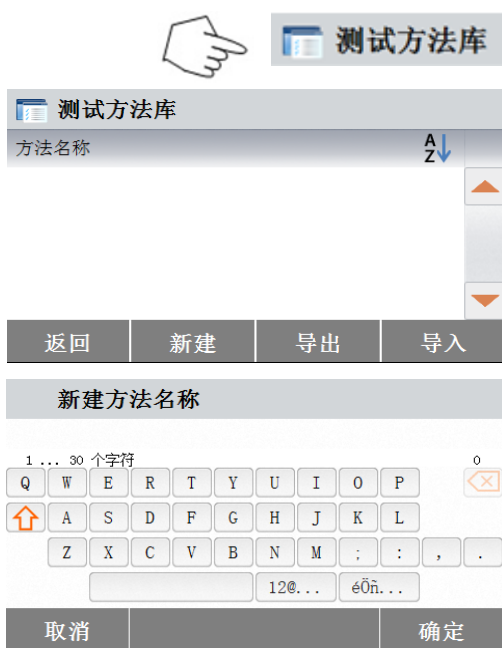 测试方法库
测试方法库
方法名称 A Z
返回 新建 导出 导入
新建方法名称
1 ... 30 个字符 0
Q W E R T Y U I O P
A S D F G H J K L
Z X C V B N M ; : , .
12@... éÖñ...
取消 确定